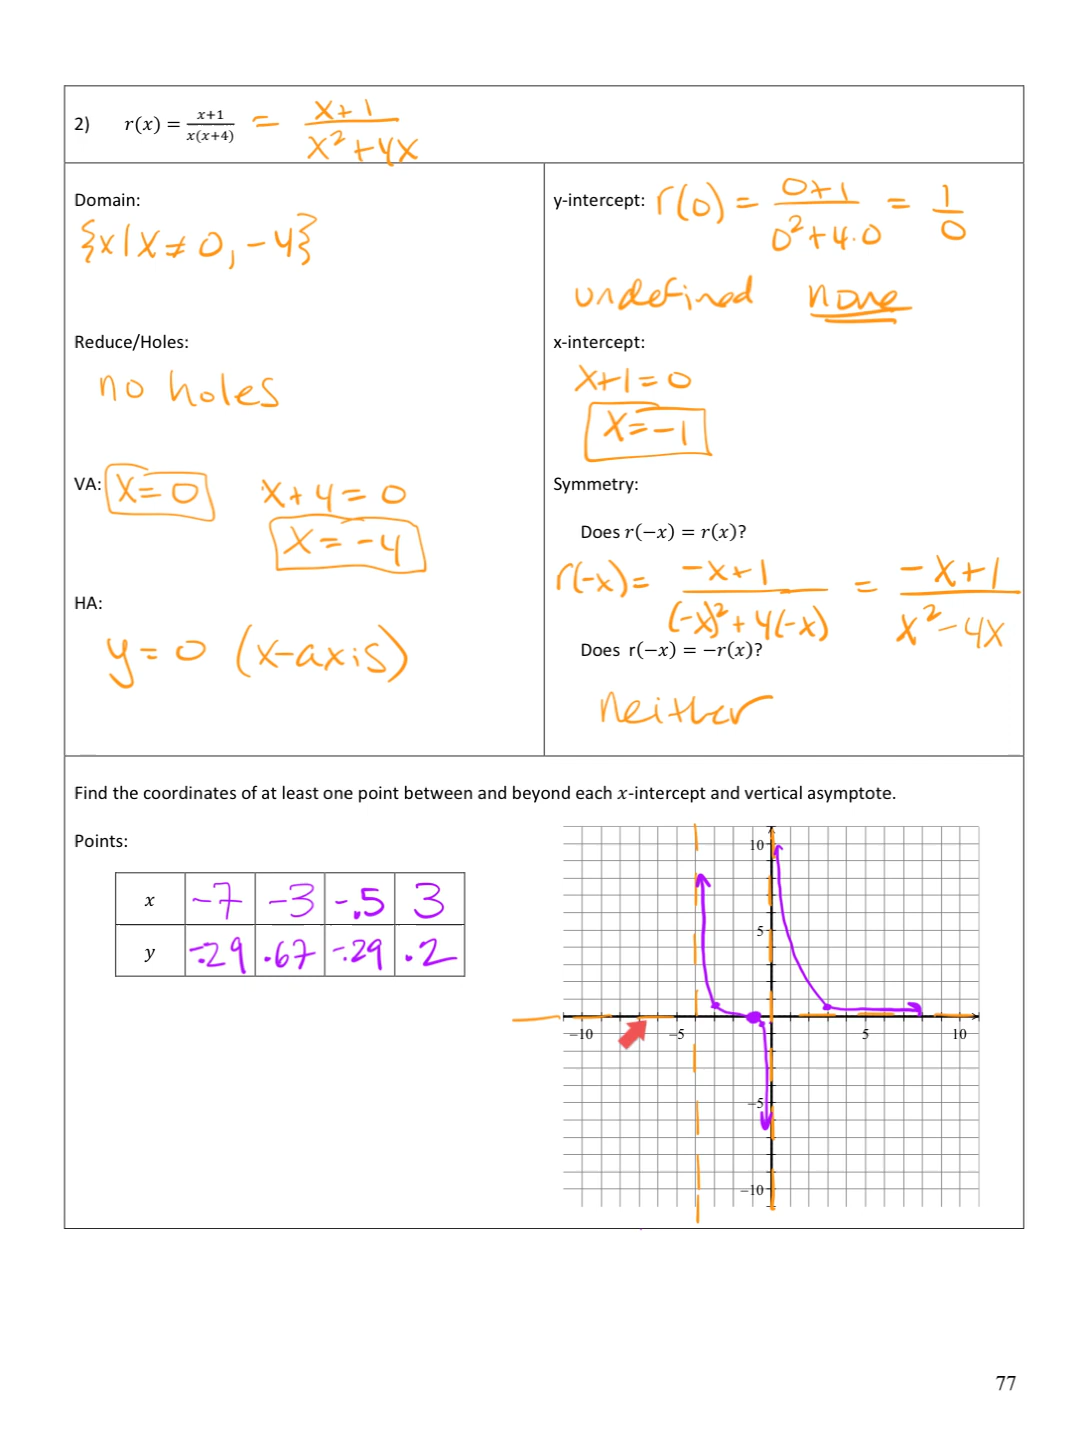 2) r(x) = x+1/x(x+4) = x+1/x²+4x
Domain:
{x|x≠0,-4}
Reduce/Holes:
no holes
VA: x=0 x+4=0
x=-4
HA:
y=0 (x-axis)
y-intercept: r(0) = 0+1/0²+4·0 = 1/0
undefined none
x-intercept:
x+1=0
x=-1
Symmetry:
Does r(−x) = r(x)?
r(-x)= -x+1/(-x)²+4(-x) = -x+1/x²-4x
Does r(−x) = −r(x)?
neither
Find the coordinates of at least one point between and beyond each x-intercept and vertical asymptote.
Points:
x -7 -3 -.5 3
y -.29 .67 -.29 .2
10
5
−10 −5 5 10
−5
−10
77